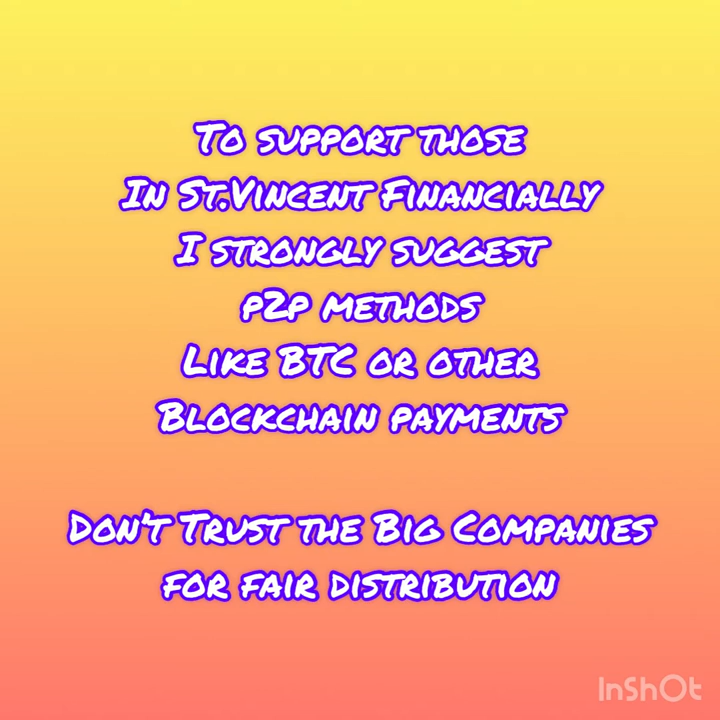 To support those
In St.Vincent Financially
I strongly suggest
p2p methods
Like BTC or other
Blockchain payments
Don't Trust the Big Companies
for fair distribution
InShOt